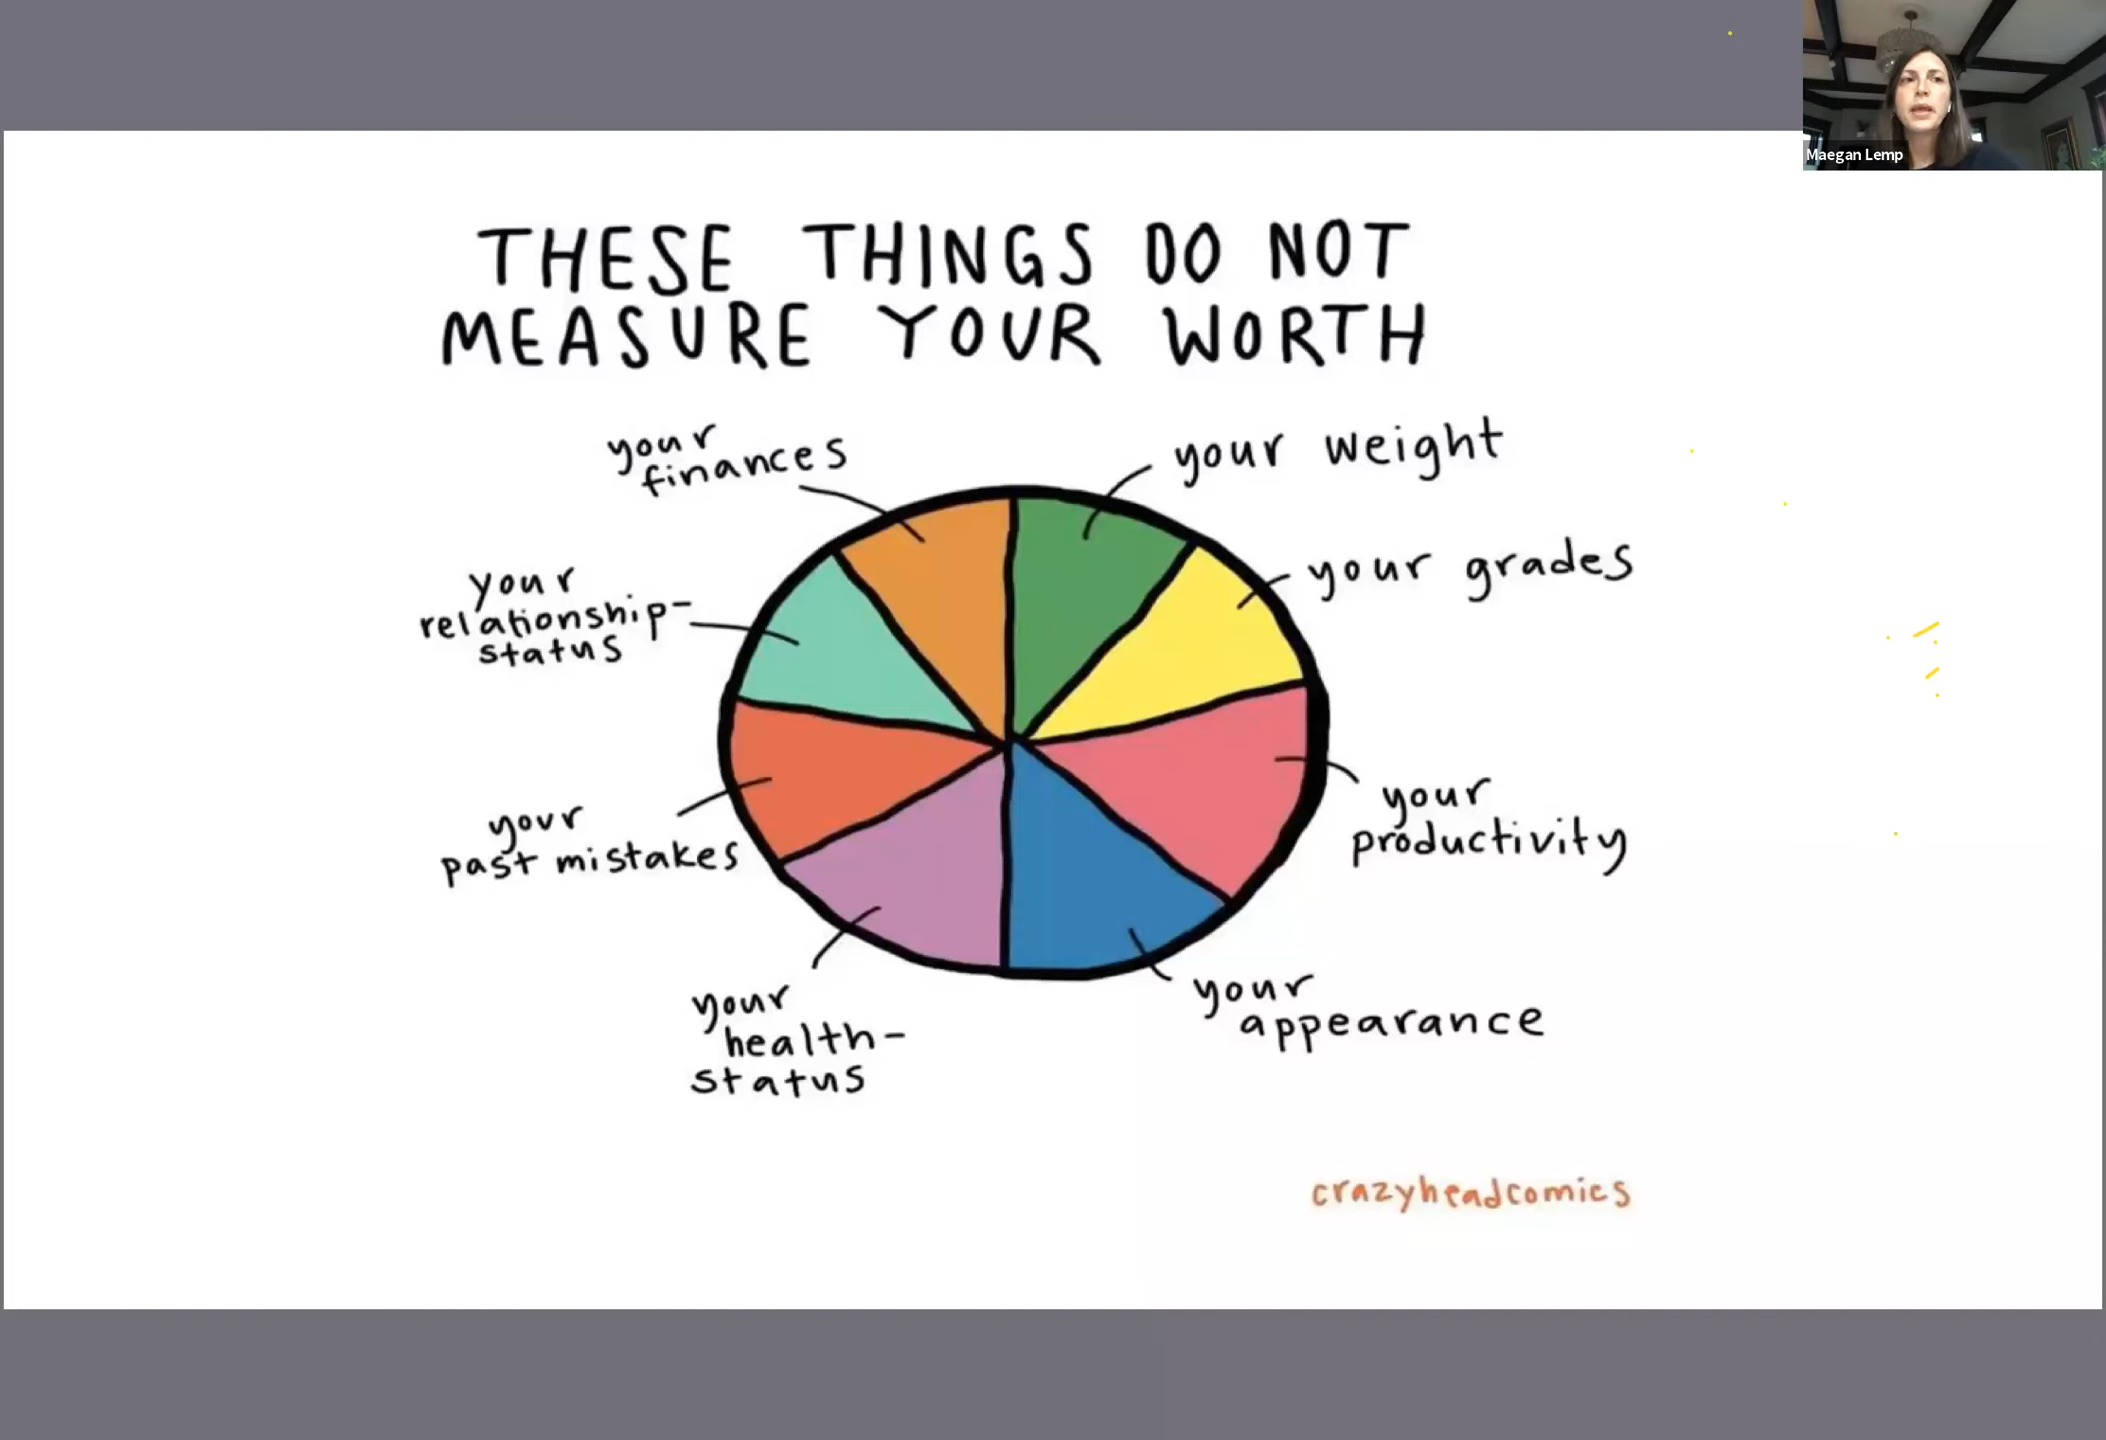 Maegan Lemp
THESE THINGS DO NOT
MEASURE YOUR WORTH
your
finances
your weight
your grades
your
relationship-
status
your
productivity
your
past mistakes
your
appearance
your
health-
status
crazyheadcomics